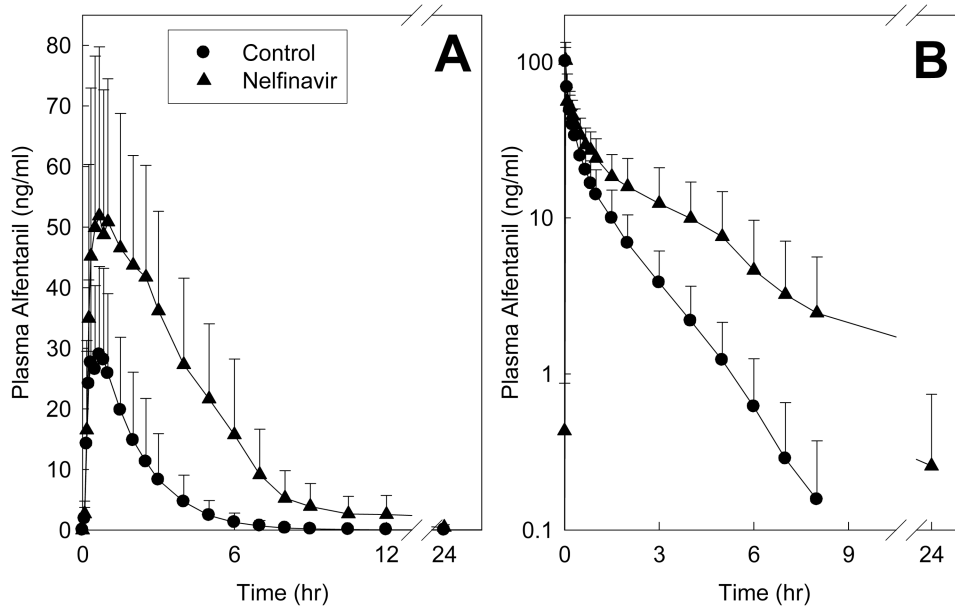 A
Control
Nelfinavir
Plasma Alfentanil (ng/ml)
80
70
60
50
40
30
20
10
0
0
6
12
24
Time (hr)
B
Plasma Alfentanil (ng/ml)
100
10
1
0.1
0
3
6
9
24
Time (hr)